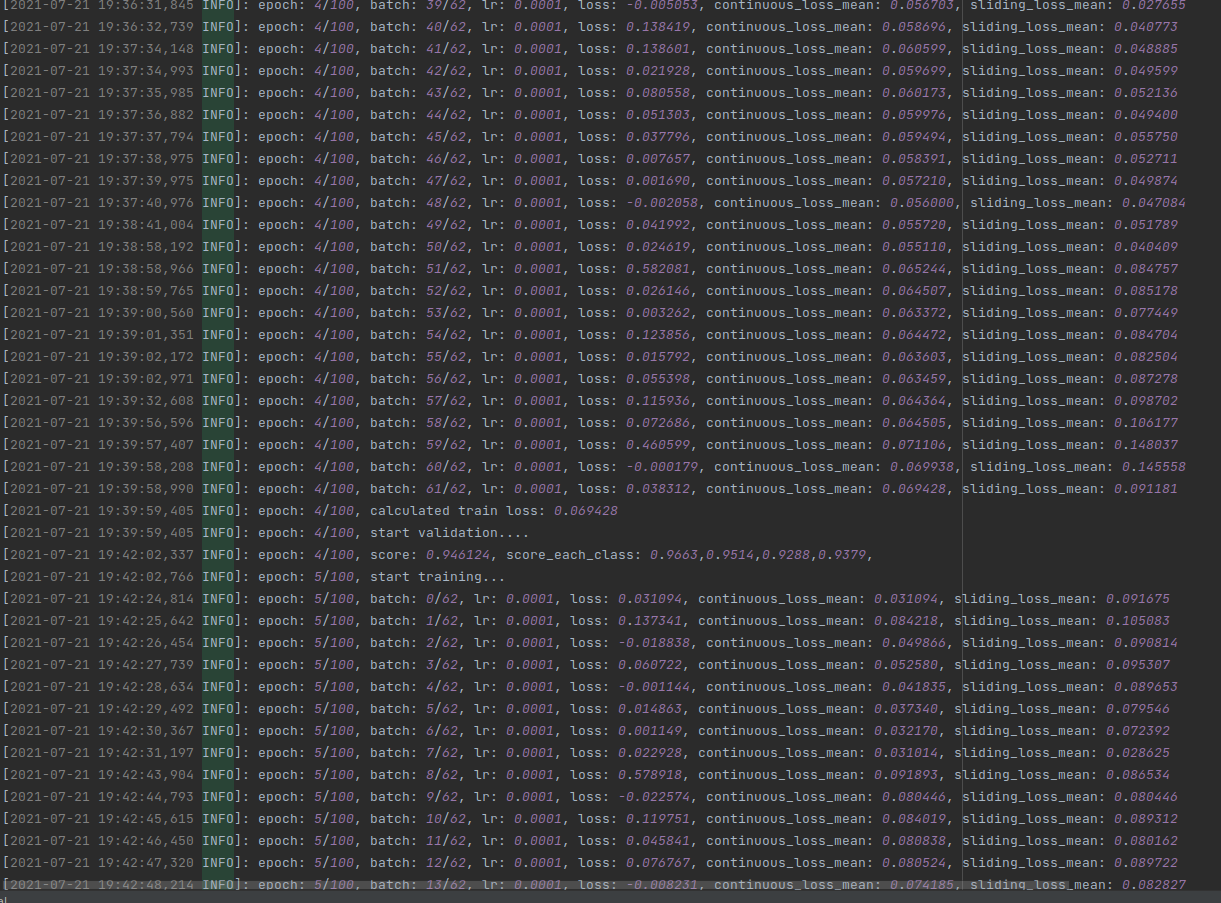 [2021-07-21 19:36:31,845 INFO]: epoch: 4/100, batch: 39/62, lr: 0.0001, loss: -0.005053, continuous_loss_mean: 0.056703, sliding_loss_mean: 0.027655
[2021-07-21 19:36:32,739 INFO]: epoch: 4/100, batch: 40/62, lr: 0.0001, loss: 0.138419, continuous_loss_mean: 0.058696, sliding_loss_mean: 0.040773
[2021-07-21 19:37:34,148 INFO]: epoch: 4/100, batch: 41/62, lr: 0.0001, loss: 0.138601, continuous_loss_mean: 0.060599, sliding_loss_mean: 0.048885
[2021-07-21 19:37:34,993 INFO]: epoch: 4/100, batch: 42/62, lr: 0.0001, loss: 0.021928, continuous_loss_mean: 0.059699, sliding_loss_mean: 0.049599
[2021-07-21 19:37:35,985 INFO]: epoch: 4/100, batch: 43/62, lr: 0.0001, loss: 0.080558, continuous_loss_mean: 0.060173, sliding_loss_mean: 0.052136
[2021-07-21 19:37:36,882 INFO]: epoch: 4/100, batch: 44/62, lr: 0.0001, loss: 0.051303, continuous_loss_mean: 0.059976, sliding_loss_mean: 0.049400
[2021-07-21 19:37:37,794 INFO]: epoch: 4/100, batch: 45/62, lr: 0.0001, loss: 0.037796, continuous_loss_mean: 0.059494, sliding_loss_mean: 0.055750
[2021-07-21 19:37:38,975 INFO]: epoch: 4/100, batch: 46/62, lr: 0.0001, loss: 0.007657, continuous_loss_mean: 0.058391, sliding_loss_mean: 0.052711
[2021-07-21 19:37:39,975 INFO]: epoch: 4/100, batch: 47/62, lr: 0.0001, loss: 0.001690, continuous_loss_mean: 0.057210, sliding_loss_mean: 0.049874
[2021-07-21 19:37:40,976 INFO]: epoch: 4/100, batch: 48/62, lr: 0.0001, loss: -0.002058, continuous_loss_mean: 0.056000, sliding_loss_mean: 0.047084
[2021-07-21 19:38:41,004 INFO]: epoch: 4/100, batch: 49/62, lr: 0.0001, loss: 0.041992, continuous_loss_mean: 0.055720, sliding_loss_mean: 0.051789
[2021-07-21 19:38:58,192 INFO]: epoch: 4/100, batch: 50/62, lr: 0.0001, loss: 0.024619, continuous_loss_mean: 0.055110, sliding_loss_mean: 0.040409
[2021-07-21 19:38:58,966 INFO]: epoch: 4/100, batch: 51/62, lr: 0.0001, loss: 0.582081, continuous_loss_mean: 0.065244, sliding_loss_mean: 0.084757
[2021-07-21 19:38:59,765 INFO]: epoch: 4/100, batch: 52/62, lr: 0.0001, loss: 0.026146, continuous_loss_mean: 0.064507, sliding_loss_mean: 0.085178
[2021-07-21 19:39:00,560 INFO]: epoch: 4/100, batch: 53/62, lr: 0.0001, loss: 0.003262, continuous_loss_mean: 0.063372, sliding_loss_mean: 0.077449
[2021-07-21 19:39:01,351 INFO]: epoch: 4/100, batch: 54/62, lr: 0.0001, loss: 0.123856, continuous_loss_mean: 0.064472, sliding_loss_mean: 0.084704
[2021-07-21 19:39:02,172 INFO]: epoch: 4/100, batch: 55/62, lr: 0.0001, loss: 0.015792, continuous_loss_mean: 0.063603, sliding_loss_mean: 0.082504
[2021-07-21 19:39:02,971 INFO]: epoch: 4/100, batch: 56/62, lr: 0.0001, loss: 0.055398, continuous_loss_mean: 0.063459, sliding_loss_mean: 0.087278
[2021-07-21 19:39:32,608 INFO]: epoch: 4/100, batch: 57/62, lr: 0.0001, loss: 0.115936, continuous_loss_mean: 0.064364, sliding_loss_mean: 0.098702
[2021-07-21 19:39:56,596 INFO]: epoch: 4/100, batch: 58/62, lr: 0.0001, loss: 0.072686, continuous_loss_mean: 0.064505, sliding_loss_mean: 0.106177
[2021-07-21 19:39:57,407 INFO]: epoch: 4/100, batch: 59/62, lr: 0.0001, loss: 0.460599, continuous_loss_mean: 0.071106, sliding_loss_mean: 0.148037
[2021-07-21 19:39:58,208 INFO]: epoch: 4/100, batch: 60/62, lr: 0.0001, loss: -0.000179, continuous_loss_mean: 0.069938, sliding_loss_mean: 0.145558
[2021-07-21 19:39:58,990 INFO]: epoch: 4/100, batch: 61/62, lr: 0.0001, loss: 0.038312, continuous_loss_mean: 0.069428, sliding_loss_mean: 0.091181
[2021-07-21 19:39:59,405 INFO]: epoch: 4/100, calculated train loss: 0.069428
[2021-07-21 19:39:59,405 INFO]: epoch: 4/100, start validation....
[2021-07-21 19:42:02,337 INFO]: epoch: 4/100, score: 0.946124, score_each_class: 0.9663,0.9514,0.9288,0.9379,
[2021-07-21 19:42:02,766 INFO]: epoch: 5/100, start training...
[2021-07-21 19:42:24,814 INFO]: epoch: 5/100, batch: 0/62, lr: 0.0001, loss: 0.031094, continuous_loss_mean: 0.031094, sliding_loss_mean: 0.091675
[2021-07-21 19:42:25,642 INFO]: epoch: 5/100, batch: 1/62, lr: 0.0001, loss: 0.137341, continuous_loss_mean: 0.084218, sliding_loss_mean: 0.105083
[2021-07-21 19:42:26,454 INFO]: epoch: 5/100, batch: 2/62, lr: 0.0001, loss: -0.018838, continuous_loss_mean: 0.049866, sliding_loss_mean: 0.090814
[2021-07-21 19:42:27,739 INFO]: epoch: 5/100, batch: 3/62, lr: 0.0001, loss: 0.060722, continuous_loss_mean: 0.052580, sliding_loss_mean: 0.095307
[2021-07-21 19:42:28,634 INFO]: epoch: 5/100, batch: 4/62, lr: 0.0001, loss: -0.001144, continuous_loss_mean: 0.041835, sliding_loss_mean: 0.089653
[2021-07-21 19:42:29,492 INFO]: epoch: 5/100, batch: 5/62, lr: 0.0001, loss: 0.014863, continuous_loss_mean: 0.037340, sliding_loss_mean: 0.079546
[2021-07-21 19:42:30,367 INFO]: epoch: 5/100, batch: 6/62, lr: 0.0001, loss: 0.001149, continuous_loss_mean: 0.032170, sliding_loss_mean: 0.072392
[2021-07-21 19:42:31,197 INFO]: epoch: 5/100, batch: 7/62, lr: 0.0001, loss: 0.022928, continuous_loss_mean: 0.031014, sliding_loss_mean: 0.028625
[2021-07-21 19:42:43,904 INFO]: epoch: 5/100, batch: 8/62, lr: 0.0001, loss: 0.578918, continuous_loss_mean: 0.091893, sliding_loss_mean: 0.086534
[2021-07-21 19:42:44,793 INFO]: epoch: 5/100, batch: 9/62, lr: 0.0001, loss: -0.022574, continuous_loss_mean: 0.080446, sliding_loss_mean: 0.080446
[2021-07-21 19:42:45,615 INFO]: epoch: 5/100, batch: 10/62, lr: 0.0001, loss: 0.119751, continuous_loss_mean: 0.084019, sliding_loss_mean: 0.089312
[2021-07-21 19:42:46,450 INFO]: epoch: 5/100, batch: 11/62, lr: 0.0001, loss: 0.045841, continuous_loss_mean: 0.080838, sliding_loss_mean: 0.080162
[2021-07-21 19:42:47,320 INFO]: epoch: 5/100, batch: 12/62, lr: 0.0001, loss: 0.076767, continuous_loss_mean: 0.080524, sliding_loss_mean: 0.089722
[2021-07-21 19:42:48,214 INFO]: epoch: 5/100, batch: 13/62, lr: 0.0001, loss: -0.008231, continuous_loss_mean: 0.074185, sliding_loss_mean: 0.082827